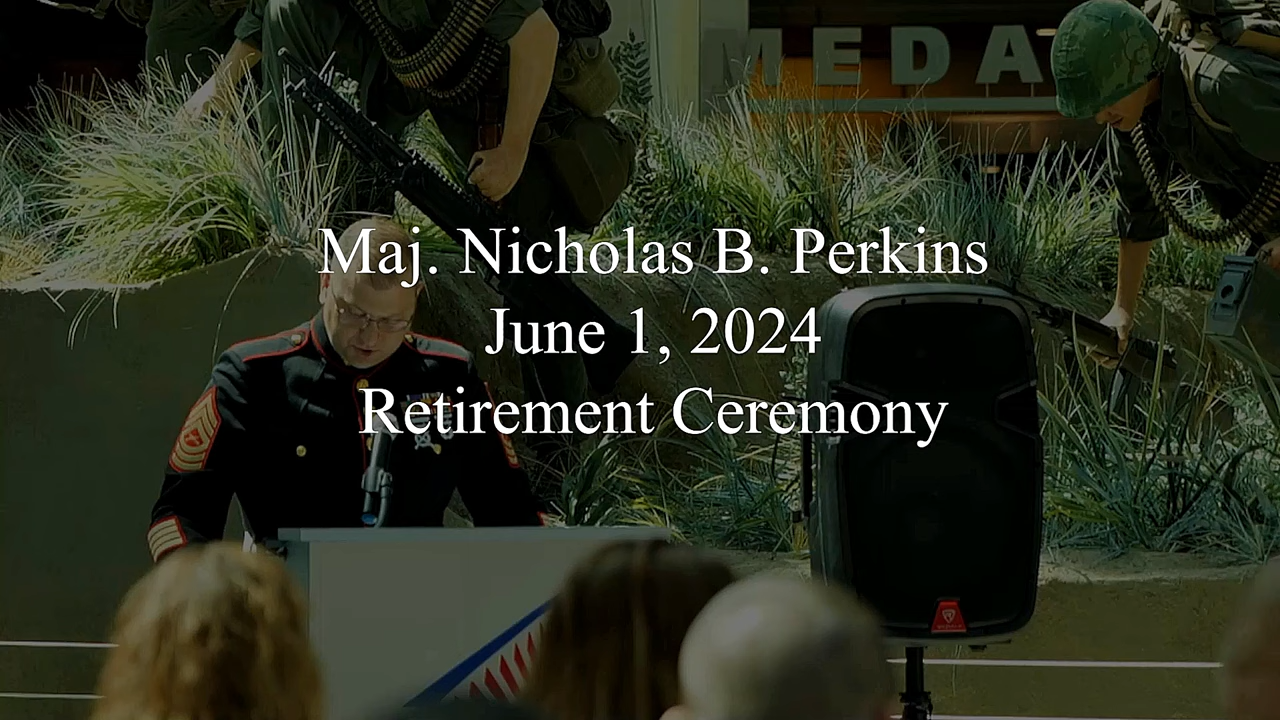 MEDA
Maj. Nicholas B. Perkins
June 1, 2024
Retirement Ceremony